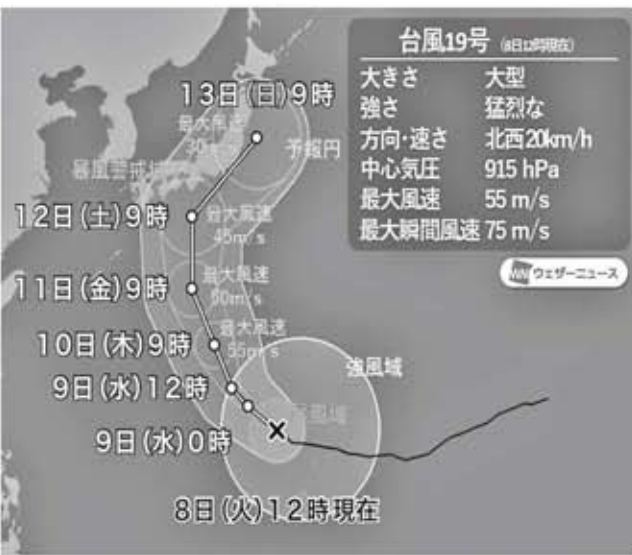 台風19号 (8日12時現在)
大きさ 大型
強さ 猛烈な
方向・速さ 北西20km/h
中心気圧 915 hPa
最大風速 55 m/s
最大瞬間風速 75 m/s
ウェザーニュース
13日(日)9時
最大風速
30m/s
予報円
暴風警戒域
12日(土)9時
最大風速
45m/s
11日(金)9時
最大風速
50m/s
10日(木)9時
最大風速
55m/s
強風域
9日(水)12時
暴風域
9日(水)0時
8日(火)12時現在